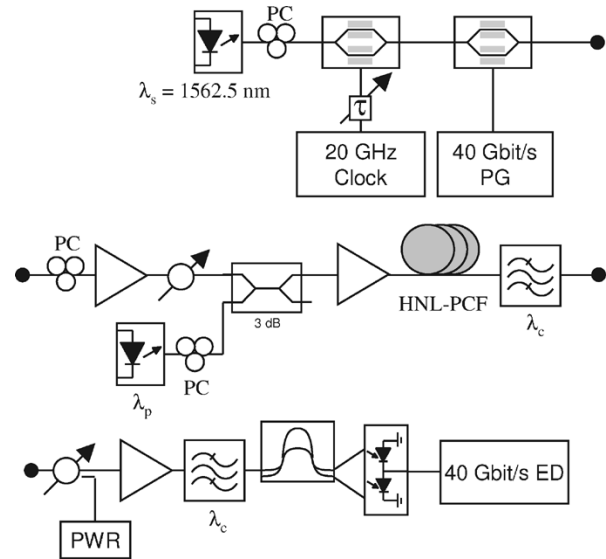 PC
λs = 1562.5 nm
τ
20 GHz
Clock
40 Gbit/s
PG
PC
3 dB
HNL-PCF
λc
PC
λp
40 Gbit/s ED
λc
PWR